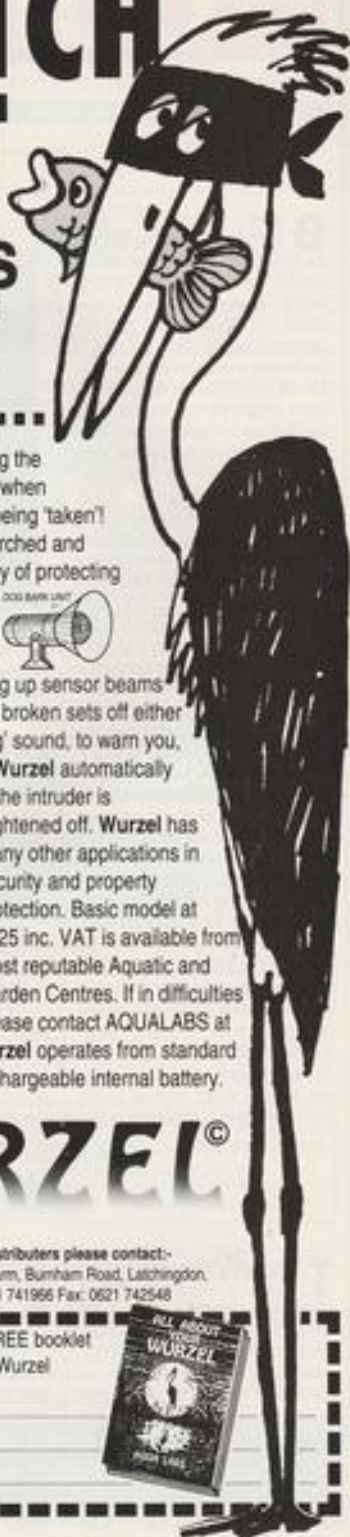 TCH
S
g the
when
eing 'taken'!
rched and
y of protecting
DOG BARK UNIT
g up sensor beams
broken sets off either
g' sound, to warn you,
Wurzel automatically
he intruder is
ghtened off. Wurzel has
any other applications in
curity and property
otection. Basic model at
25 inc. VAT is available from
ost reputable Aquatic and
arden Centres. If in difficulties
ease contact AQUALABS at
rzel operates from standard
chargeable internal battery.
RZEL©
stributers please contact:-
arm, Burnham Road, Latchingdon,
1 741966 Fax: 0621 742548
REE booklet
Wurzel
ALL ABOUT
WURZEL